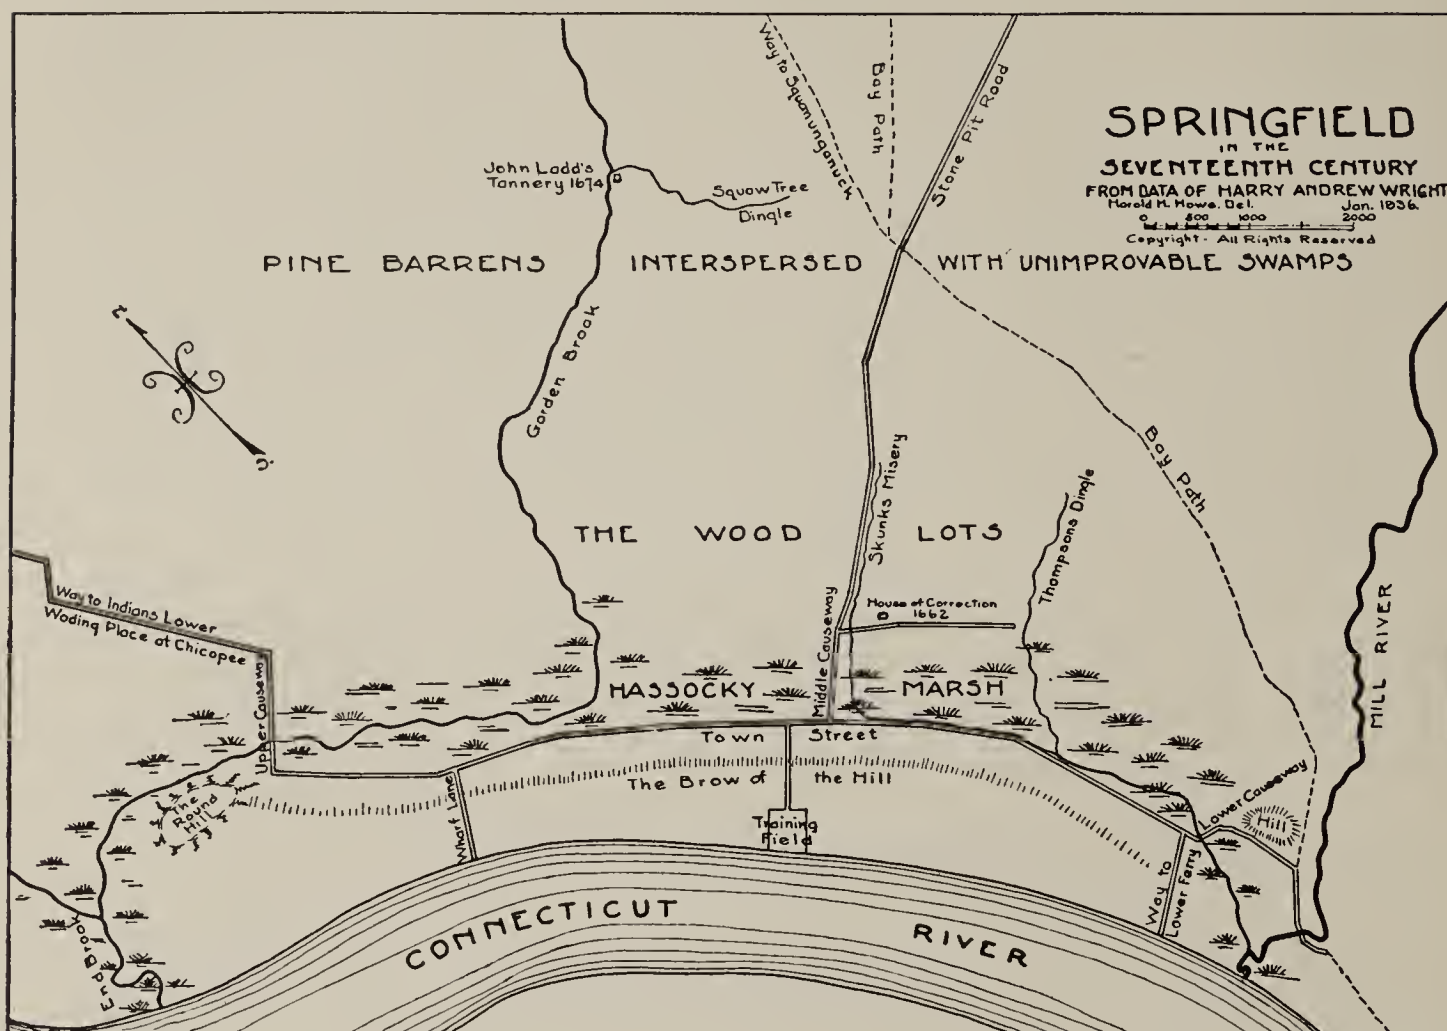 SPRINGFIELD
IN THE
SEVENTEENTH CENTURY
FROM DATA OF HARRY ANDREW WRIGHT
Harold M. Howe. Del. Jan. 1936.
0 500 1000 2000
Copyright - All Rights Reserved
Way to Squanunganuck
Bay Path
Stone Pit Road
John Ladd's
Tannery 1674
Squaw Tree
Dingle
PINE BARRENS INTERSPERSED WITH UNIMPROVABLE SWAMPS
N
S
Garden Brook
Bay Path
Skunks Misery
Thompsons Dingle
THE WOOD LOTS
MILL RIVER
Way to Indians Lower
Wading Place at Chicopee
House of Correction
1662
Upper Causewy
Middle Causeway
HASSOCKY MARSH
Town Street
The Brow of the Hill
The
Round
Hill
Wharf Lane
Training
Field
Lower Causeway
Hill
Way to
Lower Ferry
End Brook
CONNECTICUT RIVER